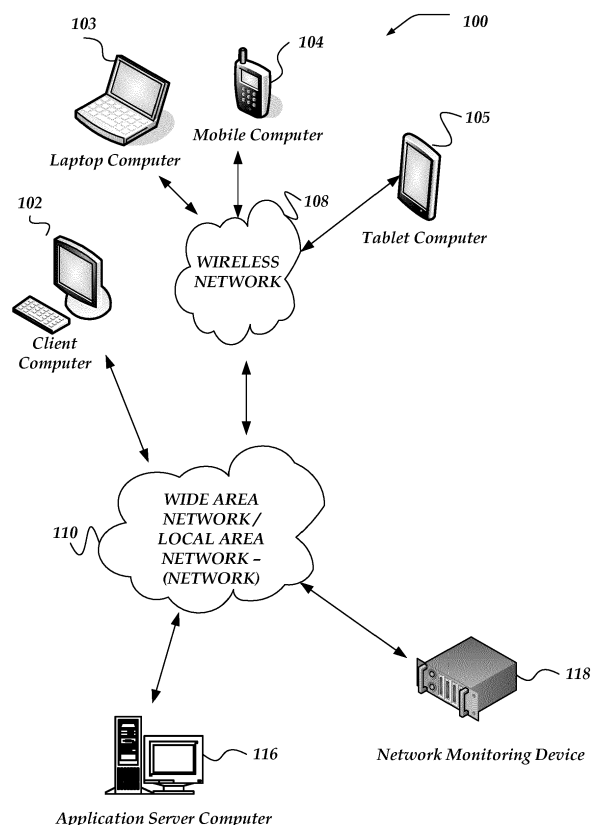 103
104
100
105
Laptop Computer
Mobile Computer
102
108
Tablet Computer
WIRELESS
NETWORK
Client
Computer
WIDE AREA
NETWORK/
LOCAL AREA
NETWORK –
(NETWORK)
110
118
116
Network Monitoring Device
Application Server Computer